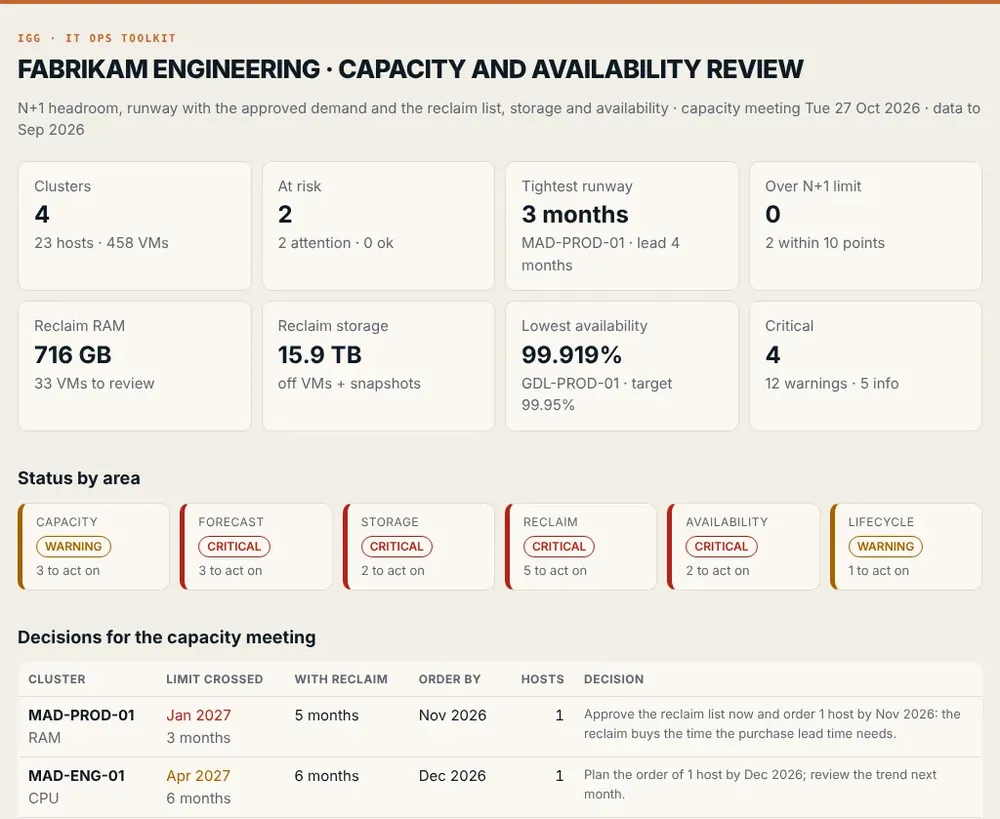 IGG · IT OPS TOOLKIT
FABRIKAM ENGINEERING · CAPACITY AND AVAILABILITY REVIEW
N+1 headroom, runway with the approved demand and the reclaim list, storage and availability · capacity meeting Tue 27 Oct 2026 · data to
Sep 2026
Clusters
4
23 hosts · 458 VMs
At risk
2
2 attention · 0 ok
Tightest runway
3 months
MAD-PROD-01 · lead 4
months
Over N+1 limit
0
2 within 10 points
Reclaim RAM
716 GB
33 VMs to review
Reclaim storage
15.9 TB
off VMs + snapshots
Lowest availability
99.919%
GDL-PROD-01 · target
99.95%
Critical
4
12 warnings · 5 info
Status by area
CAPACITY
WARNING
3 to act on
FORECAST
CRITICAL
3 to act on
STORAGE
CRITICAL
2 to act on
RECLAIM
CRITICAL
5 to act on
AVAILABILITY
CRITICAL
2 to act on
LIFECYCLE
WARNING
1 to act on
Decisions for the capacity meeting
CLUSTER LIMIT CROSSED WITH RECLAIM ORDER BY HOSTS DECISION
MAD-PROD-01 Jan 2027 5 months Nov 2026 1 Approve the reclaim list now and order 1 host by Nov 2026: the
RAM 3 months reclaim buys the time the purchase lead time needs.
MAD-ENG-01 Apr 2027 6 months Dec 2026 1 Plan the order of 1 host by Dec 2026; review the trend next
CPU 6 months month.